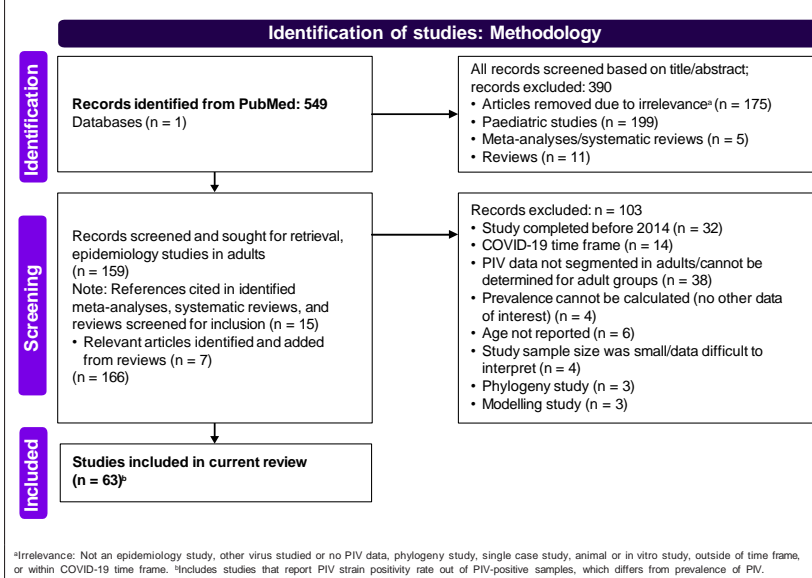 Identification of studies: Methodology
Identification
Records identified from PubMed: 549
Databases (n = 1)
All records screened based on title/abstract;
records excluded: 390
• Articles removed due to irrelevanceᵃ (n = 175)
• Paediatric studies (n = 199)
• Meta-analyses/systematic reviews (n = 5)
• Reviews (n = 11)
Screening
Records screened and sought for retrieval,
epidemiology studies in adults
(n = 159)
Note: References cited in identified
meta-analyses, systematic reviews, and
reviews screened for inclusion (n = 15)
• Relevant articles identified and added
from reviews (n = 7)
(n = 166)
Records excluded: n = 103
• Study completed before 2014 (n = 32)
• COVID-19 time frame (n = 14)
• PIV data not segmented in adults/cannot be
determined for adult groups (n = 38)
• Prevalence cannot be calculated (no other data
of interest) (n = 4)
• Age not reported (n = 6)
• Study sample size was small/data difficult to
interpret (n = 4)
• Phylogeny study (n = 3)
• Modelling study (n = 3)
Included
Studies included in current review
(n = 63)ᵇ
ᵃIrrelevance: Not an epidemiology study, other virus studied or no PIV data, phylogeny study, single case study, animal or in vitro study, outside of time frame,
or within COVID-19 time frame. ᵇIncludes studies that report PIV strain positivity rate out of PIV-positive samples, which differs from prevalence of PIV.